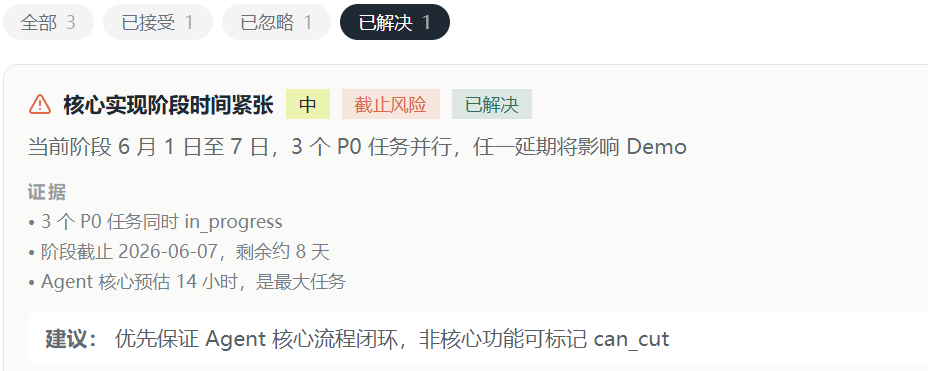 全部 3 已接受 1 已忽略 1 已解决 1
核心实现阶段时间紧张 中 截止风险 已解决
当前阶段 6 月 1 日至 7 日，3 个 P0 任务并行，任一延期将影响 Demo
证据
• 3 个 P0 任务同时 in_progress
• 阶段截止 2026-06-07，剩余约 8 天
• Agent 核心预估 14 小时，是最大任务
建议： 优先保证 Agent 核心流程闭环，非核心功能可标记 can_cut